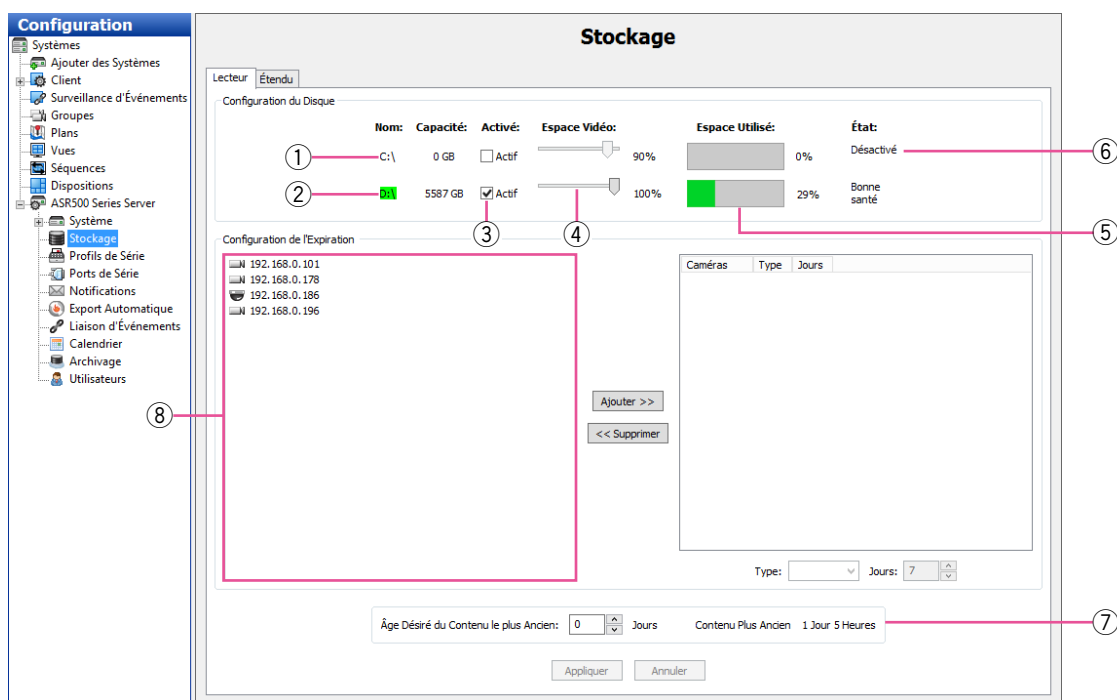 Configuration
Systèmes
Ajouter des Systèmes
Client
Surveillance d'Événements
Groupes
Plans
Vues
Séquences
Dispositions
ASR500 Series Server
Système
Stockage
Profils de Série
Ports de Série
Notifications
Export Automatique
Liaison d'Événements
Calendrier
Archivage
Utilisateurs
Stockage
Lecteur Étendu
Configuration du Disque
Nom: Capacité: Activé: Espace Vidéo: Espace Utilisé: État:
1 C:\ 0 GB Actif 90% 0% Désactivé 6
2 D:\ 5587 GB Actif 100% 29% Bonne santé
3 4 5
Configuration de l'Expiration
192.168.0.101
192.168.0.178
192.168.0.186
192.168.0.196
8
Caméras Type Jours
Ajouter >>
<< Supprimer
Type: Jours: 7
Âge Désiré du Contenu le plus Ancien: 0 Jours Contenu Plus Ancien 1 Jour 5 Heures 7
Appliquer Annuler